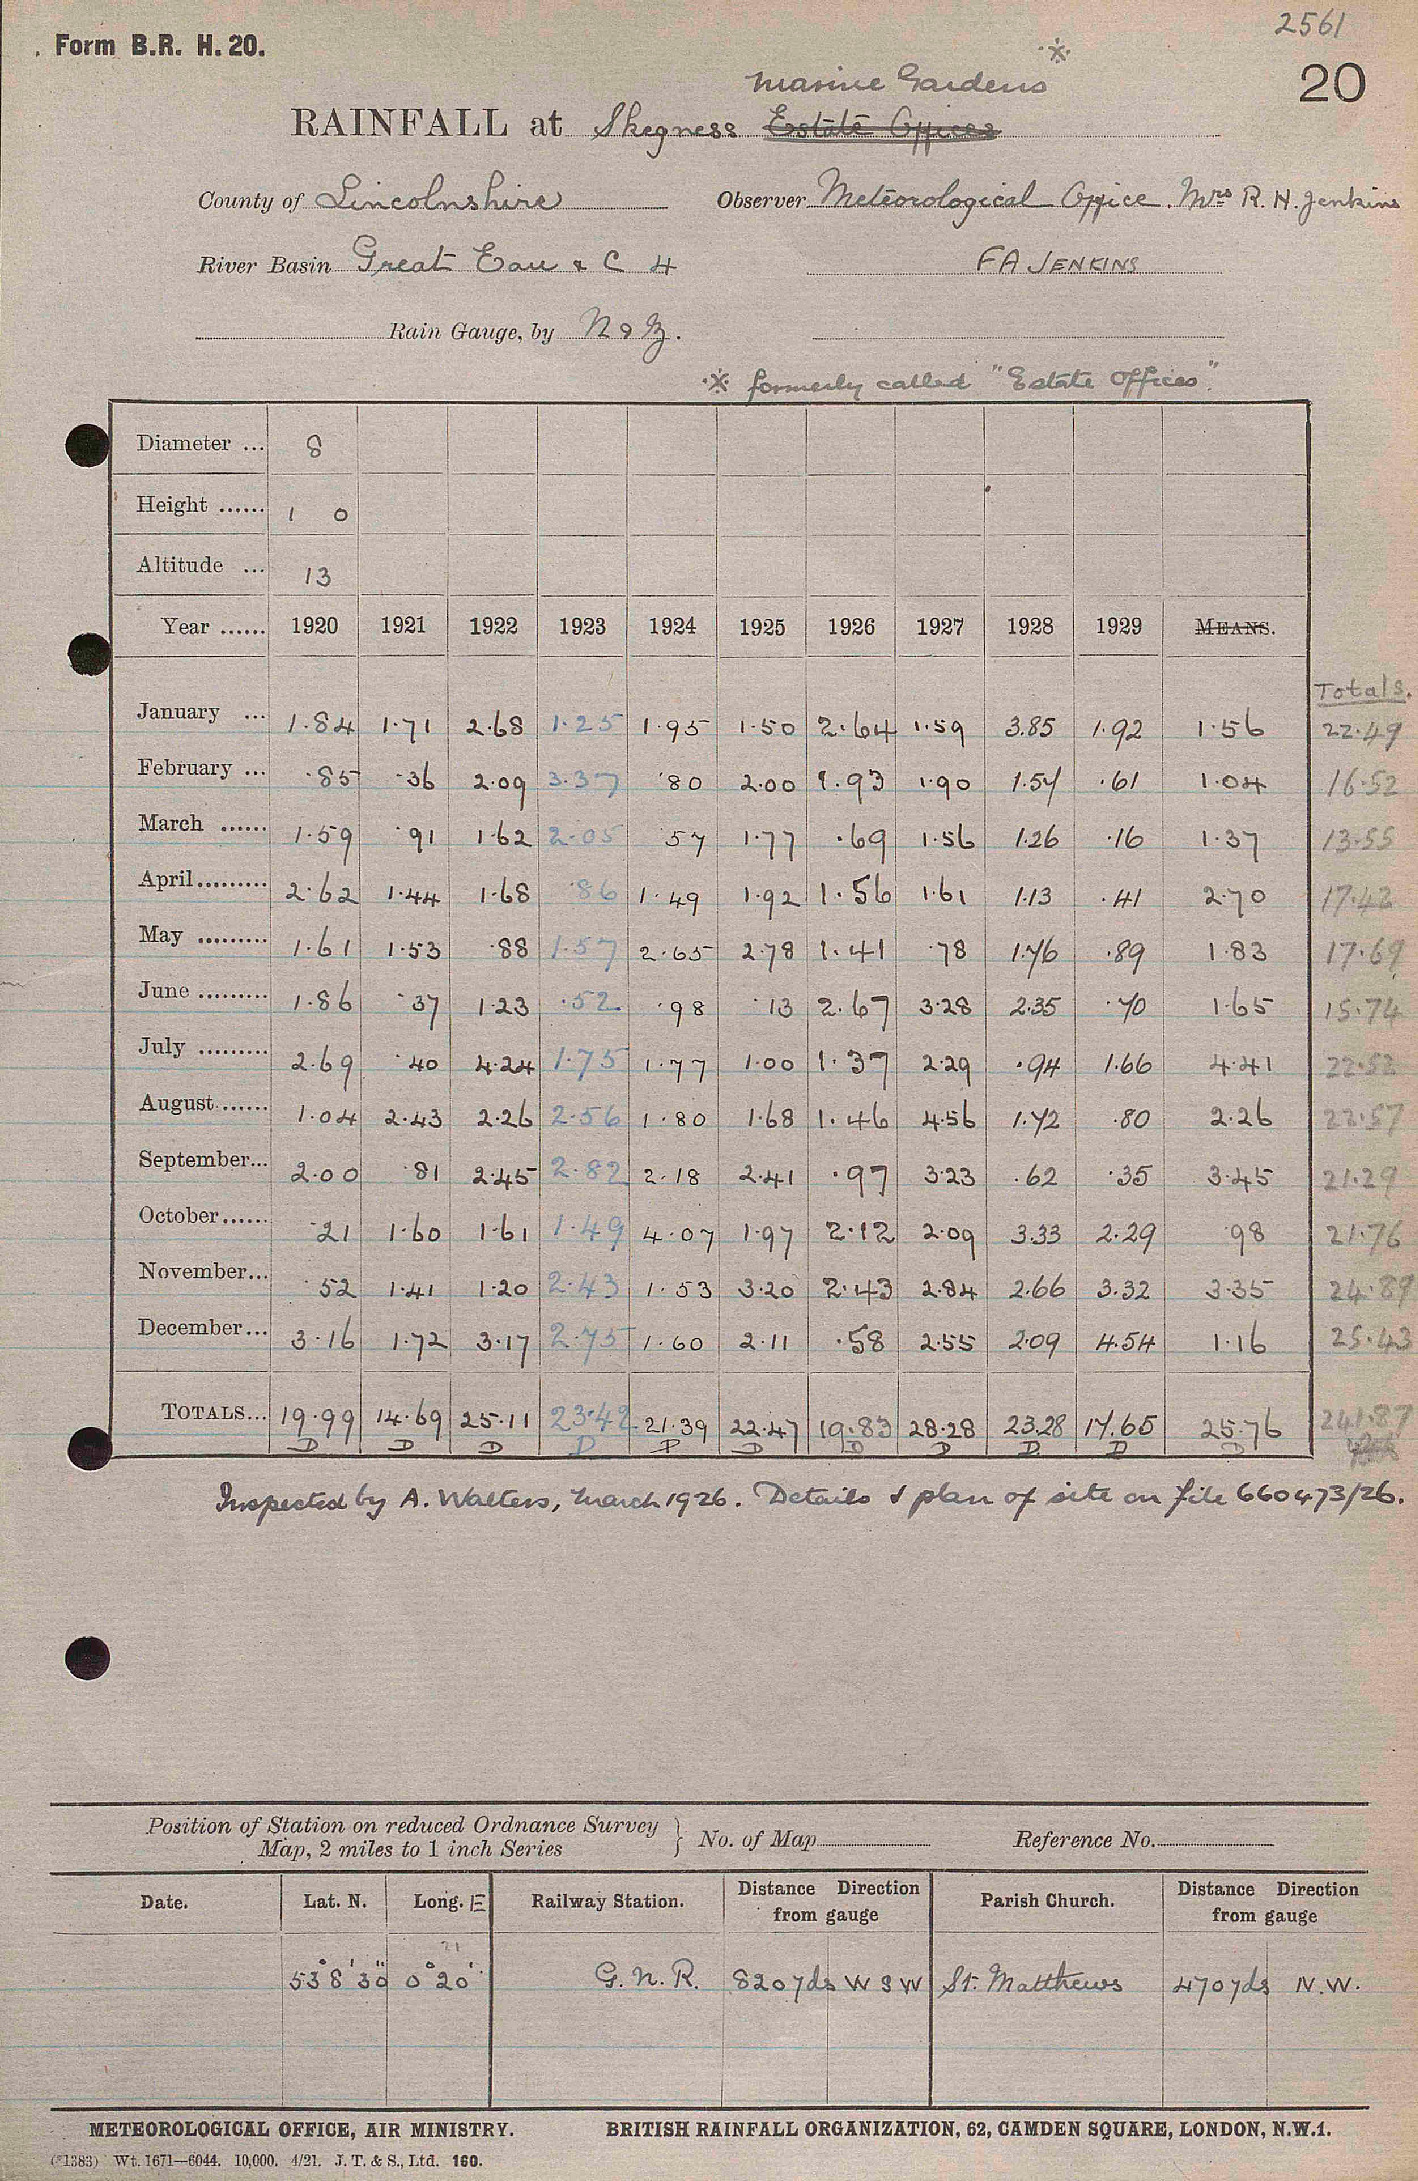 2561
Form B.R. H. 20.
20
※
Marine Gardens
RAINFALL at Skegness Estate Offices
County of Lincolnshire Observer Meteorological Office. Mrs R. H. Jenkins
River Basin Great Eau & C 4 F A JENKINS
Rain Gauge, by N & Z.
※ formerly called "Estate Offices".
Diameter ... 8
Height ...... 1 0
Altitude ... 13
Year ...... 1920 1921 1922 1923 1924 1925 1926 1927 1928 1929 MEANS.
Totals.
January ... 1.84 1.71 2.68 1.25 1.95 1.50 2.64 1.59 3.85 1.92 1.56 22.49
February ... .85 .36 2.09 3.37 .80 2.00 1.93 1.90 1.54 .61 1.04 16.52
March ...... 1.59 .91 1.62 2.05 .57 1.77 .69 1.56 1.26 .16 1.37 13.55
April......... 2.62 1.44 1.68 .86 1.49 1.92 1.56 1.61 1.13 .41 2.70 17.42
May ......... 1.61 1.53 .88 1.57 2.65 2.78 1.41 .78 1.76 .89 1.83 17.69
June ......... 1.86 .37 1.23 .52 .98 .13 2.67 3.28 2.35 .70 1.65 15.74
July ......... 2.69 .40 4.24 1.75 1.77 1.00 1.37 2.29 .94 1.66 4.41 22.52
August....... 1.04 2.43 2.26 2.56 1.80 1.68 1.46 4.56 1.72 .80 2.26 22.57
September... 2.00 .81 2.45 2.82 2.18 2.41 .97 3.23 .62 .35 3.45 21.29
October...... .21 1.60 1.61 1.49 4.07 1.97 2.12 2.09 3.33 2.29 .98 21.76
November... .52 1.41 1.20 2.43 1.53 3.20 2.43 2.84 2.66 3.32 3.35 24.89
December... 3.16 1.72 3.17 2.75 1.60 2.11 .58 2.55 2.09 4.54 1.16 25.43
TOTALS... 19.99 14.69 25.11 23.42 21.39 22.47 19.83 28.28 23.28 17.65 25.76 241.87
D D D D P D D D D D D
Inspected by A. Walters, March 1926. Details & plan of site on file 660473/26.
Position of Station on reduced Ordnance Survey
Map, 2 miles to 1 inch Series } No. of Map Reference No.
Date. Lat. N. Long. E Railway Station. Distance Direction from gauge Parish Church. Distance Direction from gauge
21
53° 8' 30" 0° 20' G. N. R. 820 yds W S W St. Matthews 470 yds N.W.
METEOROLOGICAL OFFICE, AIR MINISTRY. BRITISH RAINFALL ORGANIZATION, 62, CAMDEN SQUARE, LONDON, N.W.1.
(*1383) Wt. 1671—6044. 10,000. 4/21. J. T. & S., Ltd. 160.